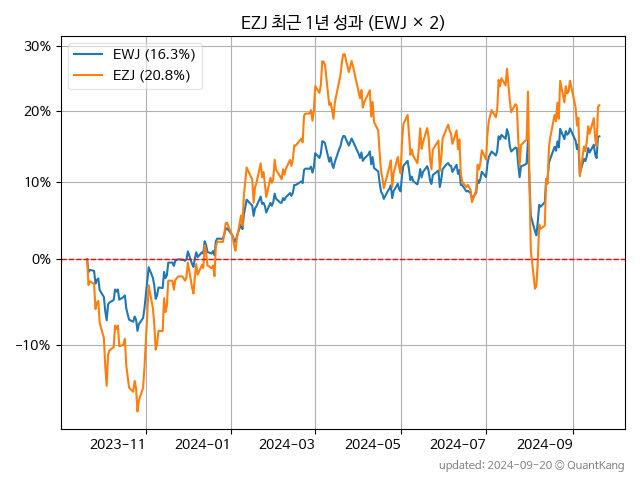 EZJ 최근 1년 성과 (EWJ × 2)
30%
20%
10%
0%
−10%
EWJ (16.3%)
EZJ (20.8%)
2023−11
2024−01
2024−03
2024−05
2024−07
2024−09
updated: 2024-09-20 © QuantKang